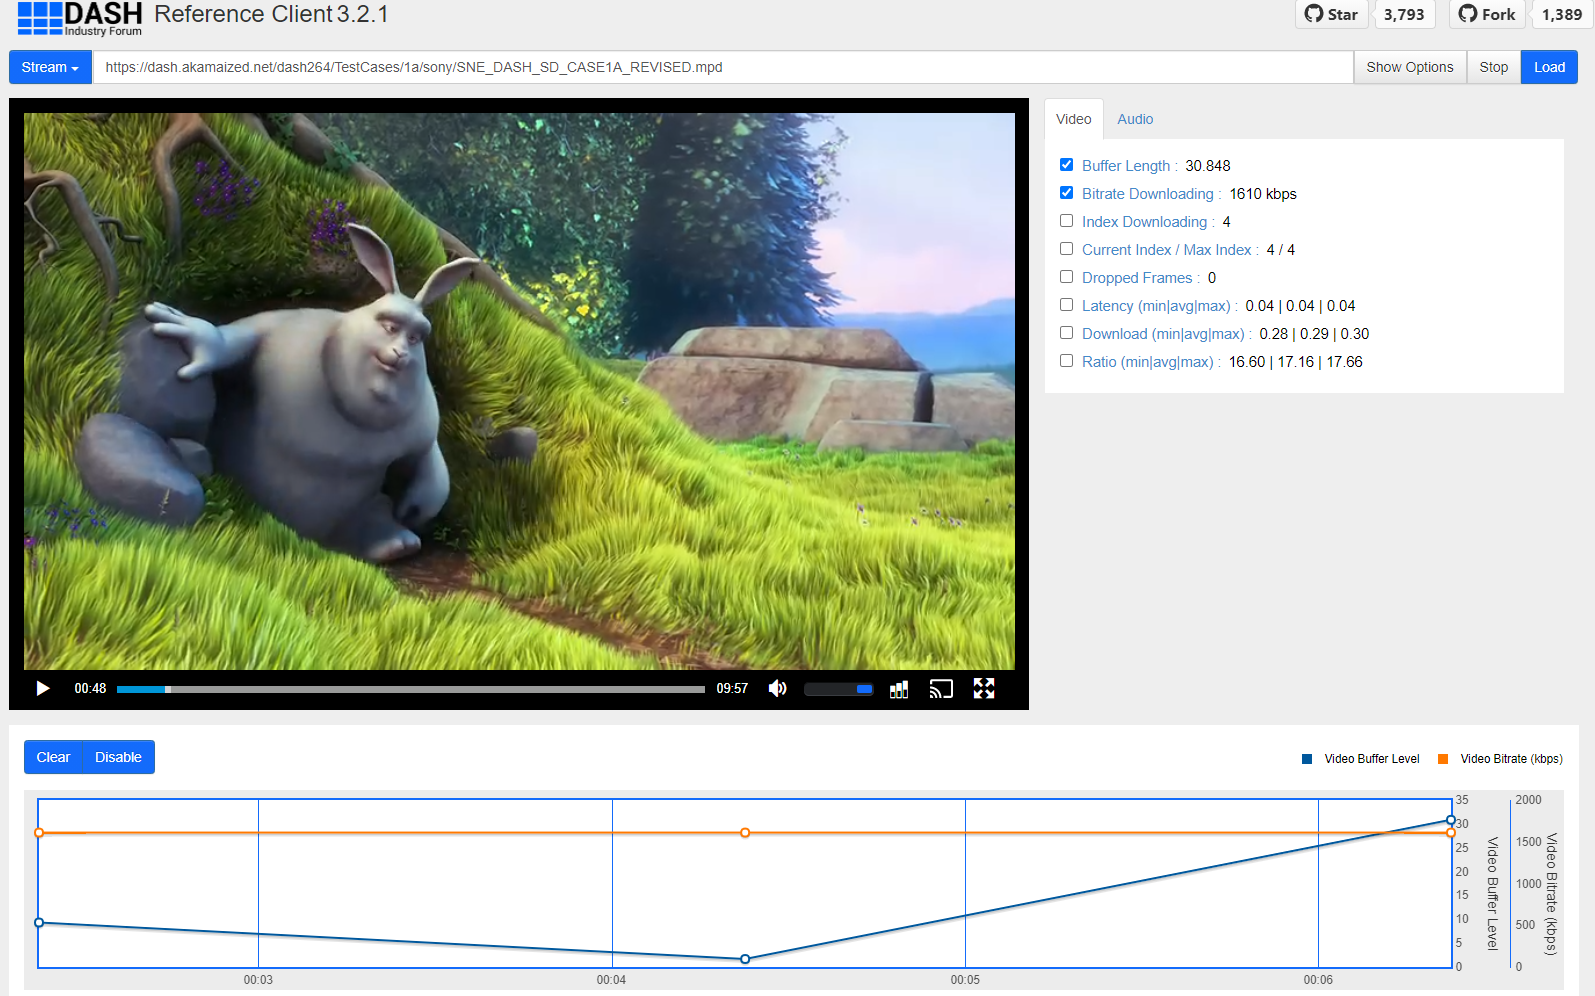 DASH Reference Client 3.2.1
Industry Forum
Star 3,793 Fork 1,389
Stream https://dash.akamaized.net/dash264/TestCases/1a/sony/SNE_DASH_SD_CASE1A_REVISED.mpd Show Options Stop Load
Video Audio
Buffer Length : 30.848
Bitrate Downloading : 1610 kbps
Index Downloading : 4
Current Index / Max Index : 4 / 4
Dropped Frames : 0
Latency (min|avg|max) : 0.04 | 0.04 | 0.04
Download (min|avg|max) : 0.28 | 0.29 | 0.30
Ratio (min|avg|max) : 16.60 | 17.16 | 17.66
00:48 09:57
Clear Disable
Video Buffer Level Video Bitrate (kbps)
35
30
25
20
15
10
5
0
Video Buffer Level
2000
1500
1000
500
0
Video Bitrate (kbps)
00:03 00:04 00:05 00:06